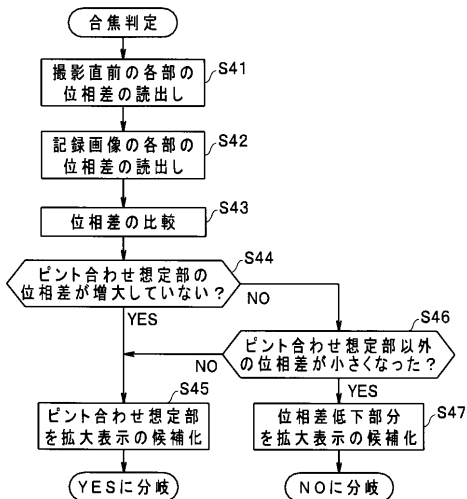 合焦判定
撮影直前の各部の
位相差の読出し
S41
記録画像の各部の
位相差の読出し
S42
位相差の比較
S43
ピント合わせ想定部の
位相差が増大していない?
S44
NO
YES
ピント合わせ想定部以外
の位相差が小さくなった?
S46
NO
YES
ピント合わせ想定部
を拡大表示の候補化
S45
位相差低下部分
を拡大表示の候補化
S47
YESに分岐
NOに分岐